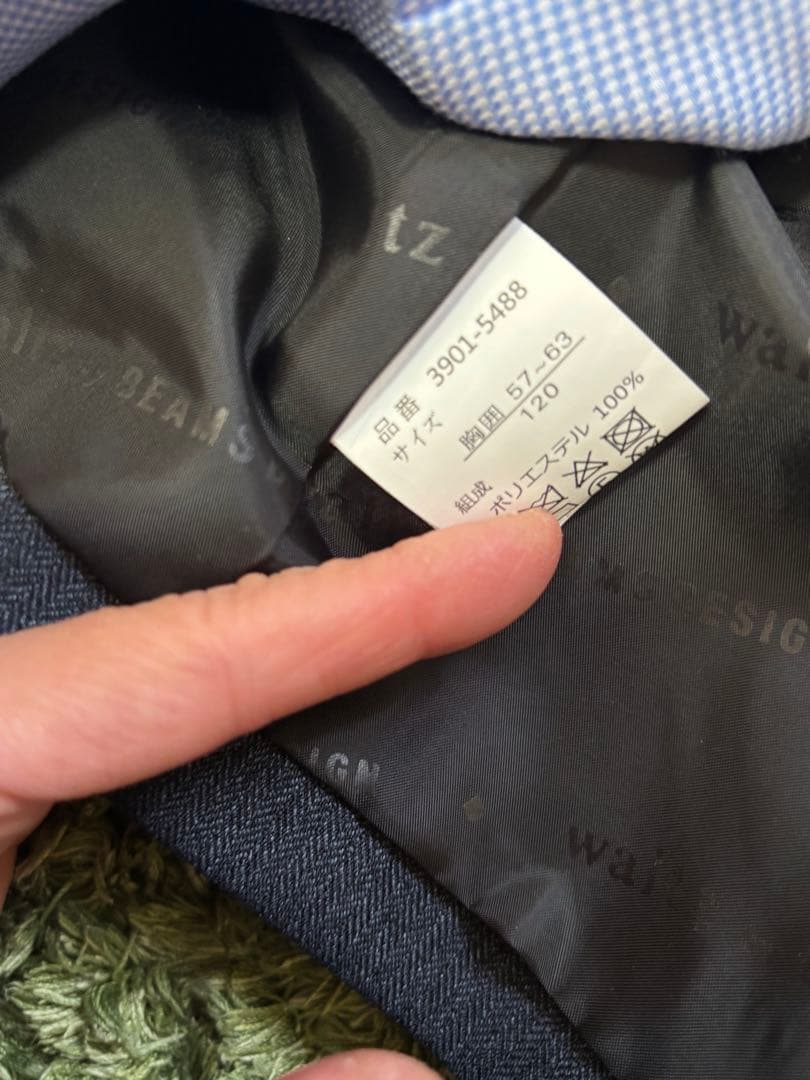 tz
品番 3901-5488
サイズ
胸囲 57~63
120
組成
ポリエステル 100%
BEAMS
DESIG
IGN